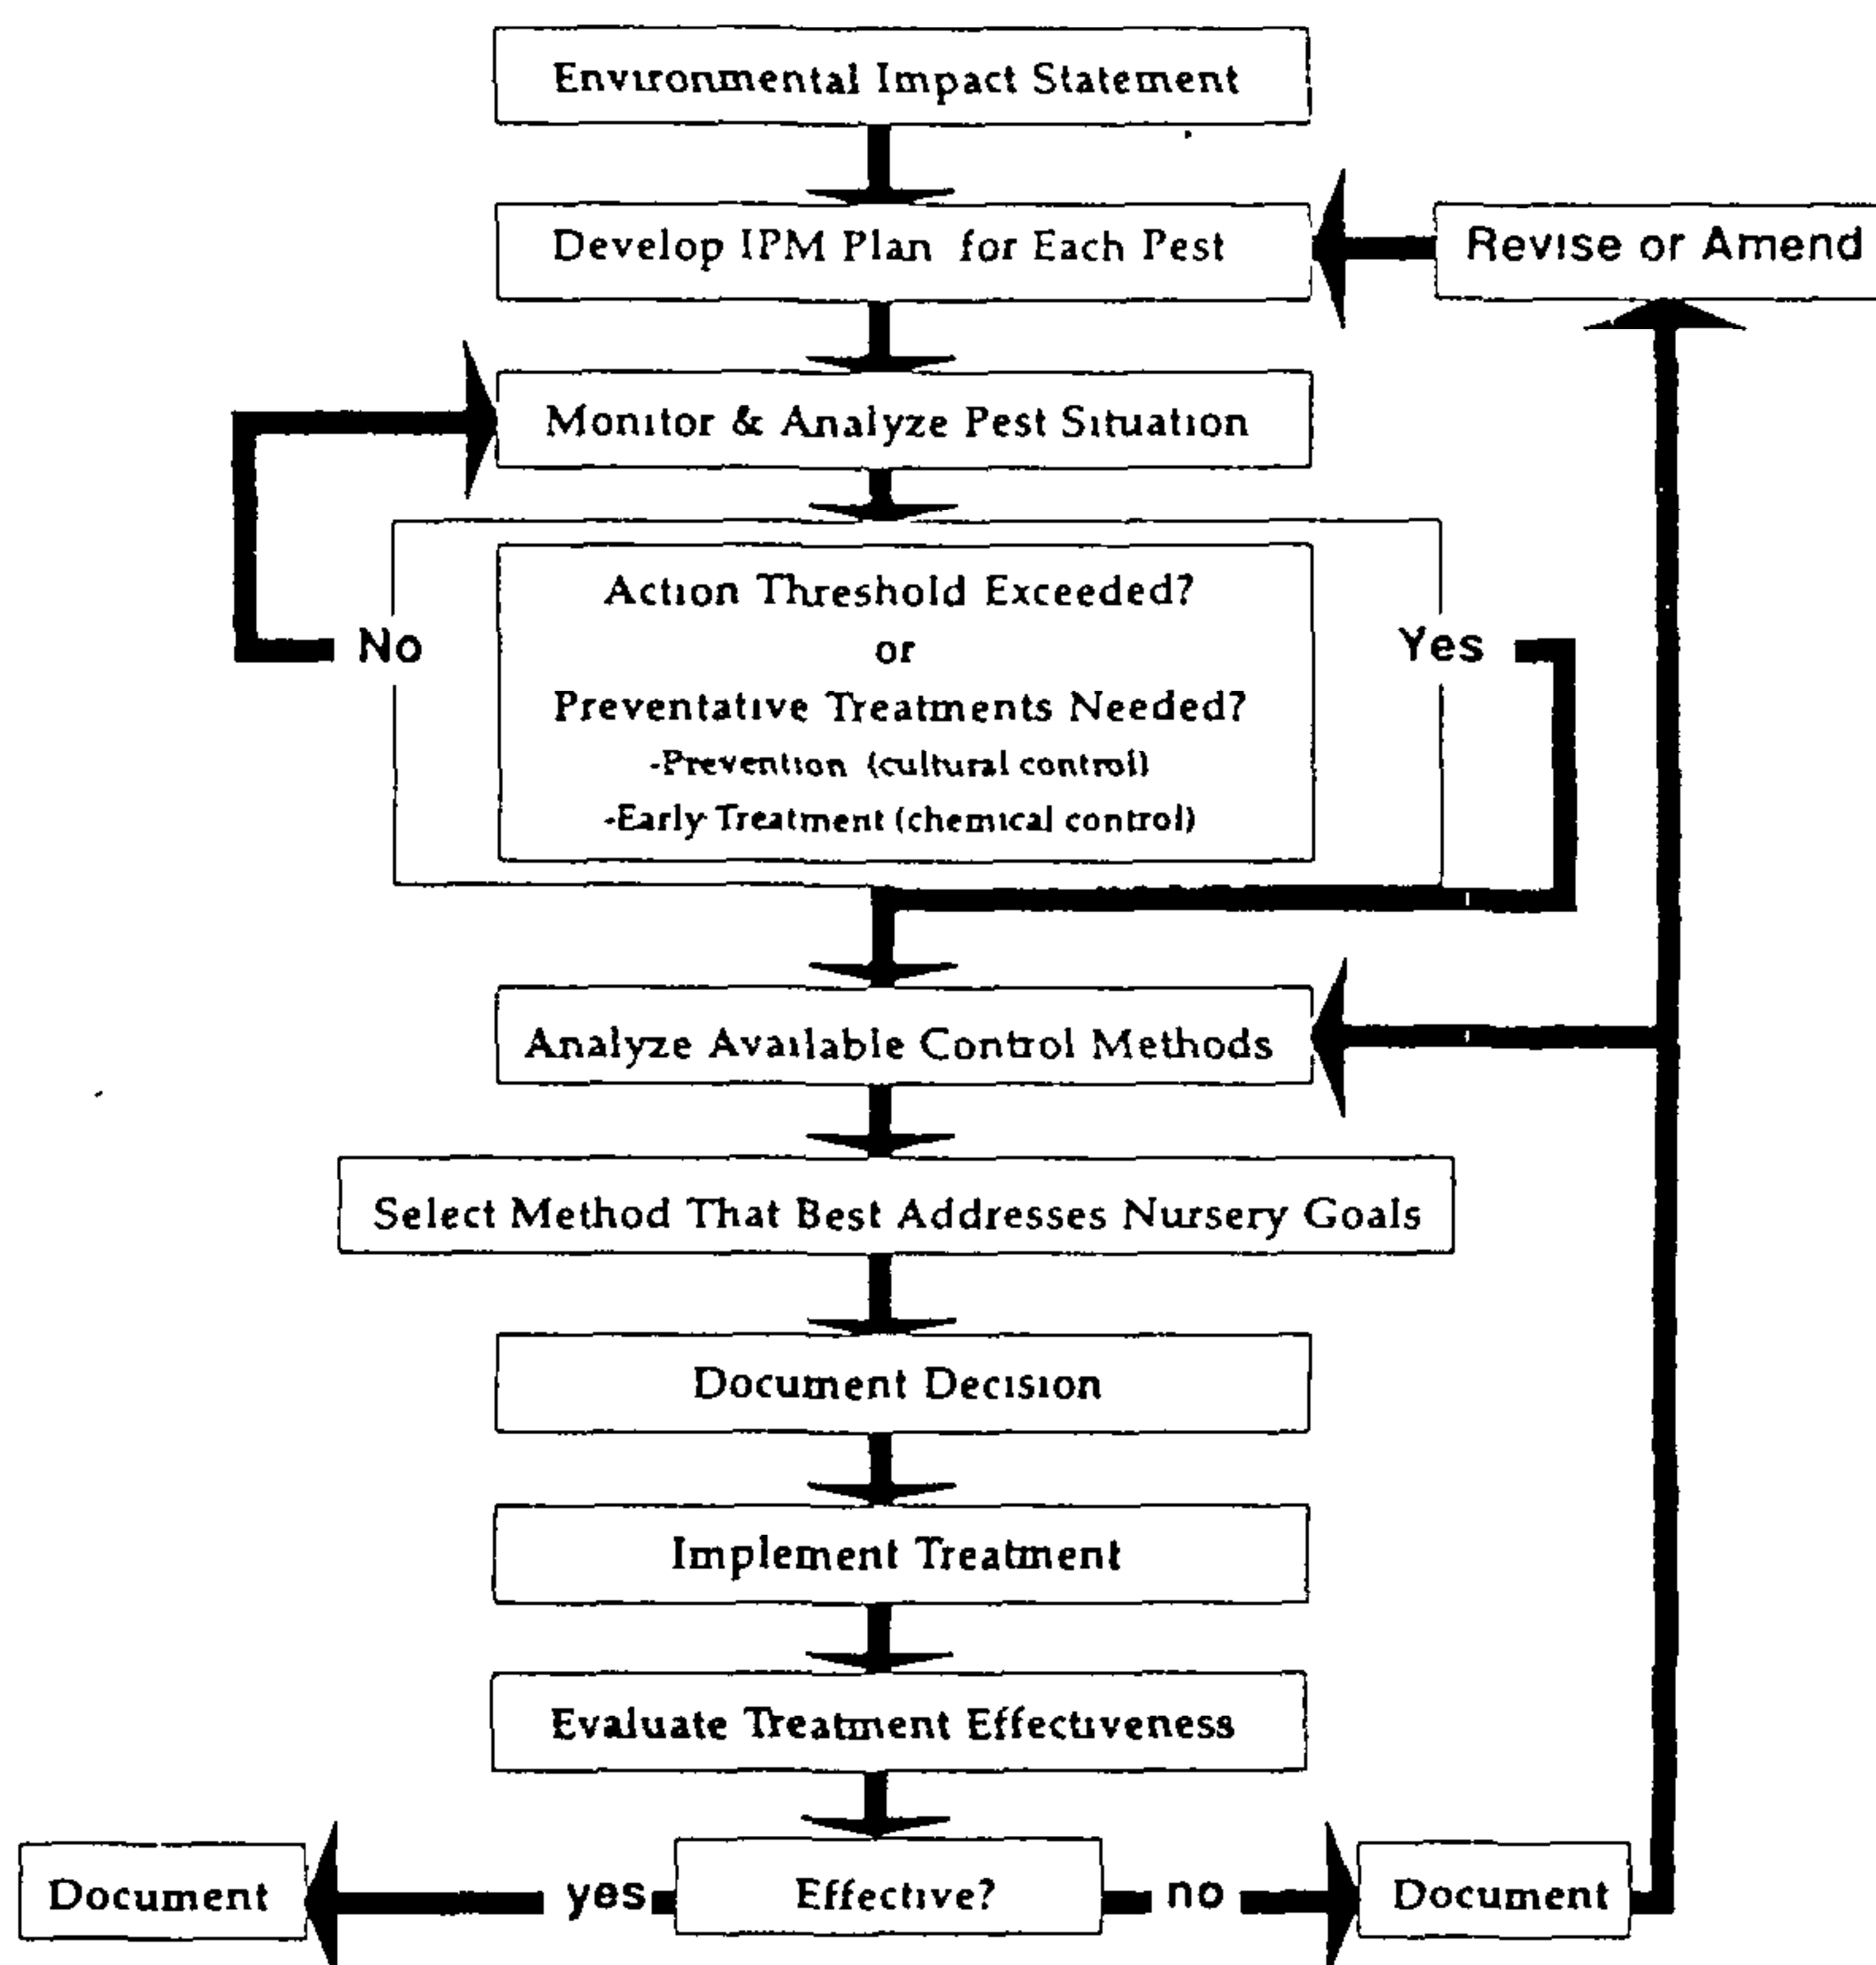 Environmental Impact Statement
Develop IPM Plan for Each Pest
Revise or Amend
Monitor & Analyze Pest Situation
Action Threshold Exceeded?
or
No
Yes
Preventative Treatments Needed?
-Prevention (cultural control)
-Early Treatment (chemical control)
Analyze Available Control Methods
Select Method That Best Addresses Nursery Goals
Document Decision
Implement Treatment
Evaluate Treatment Effectiveness
Document
yes
Effective?
no
Document